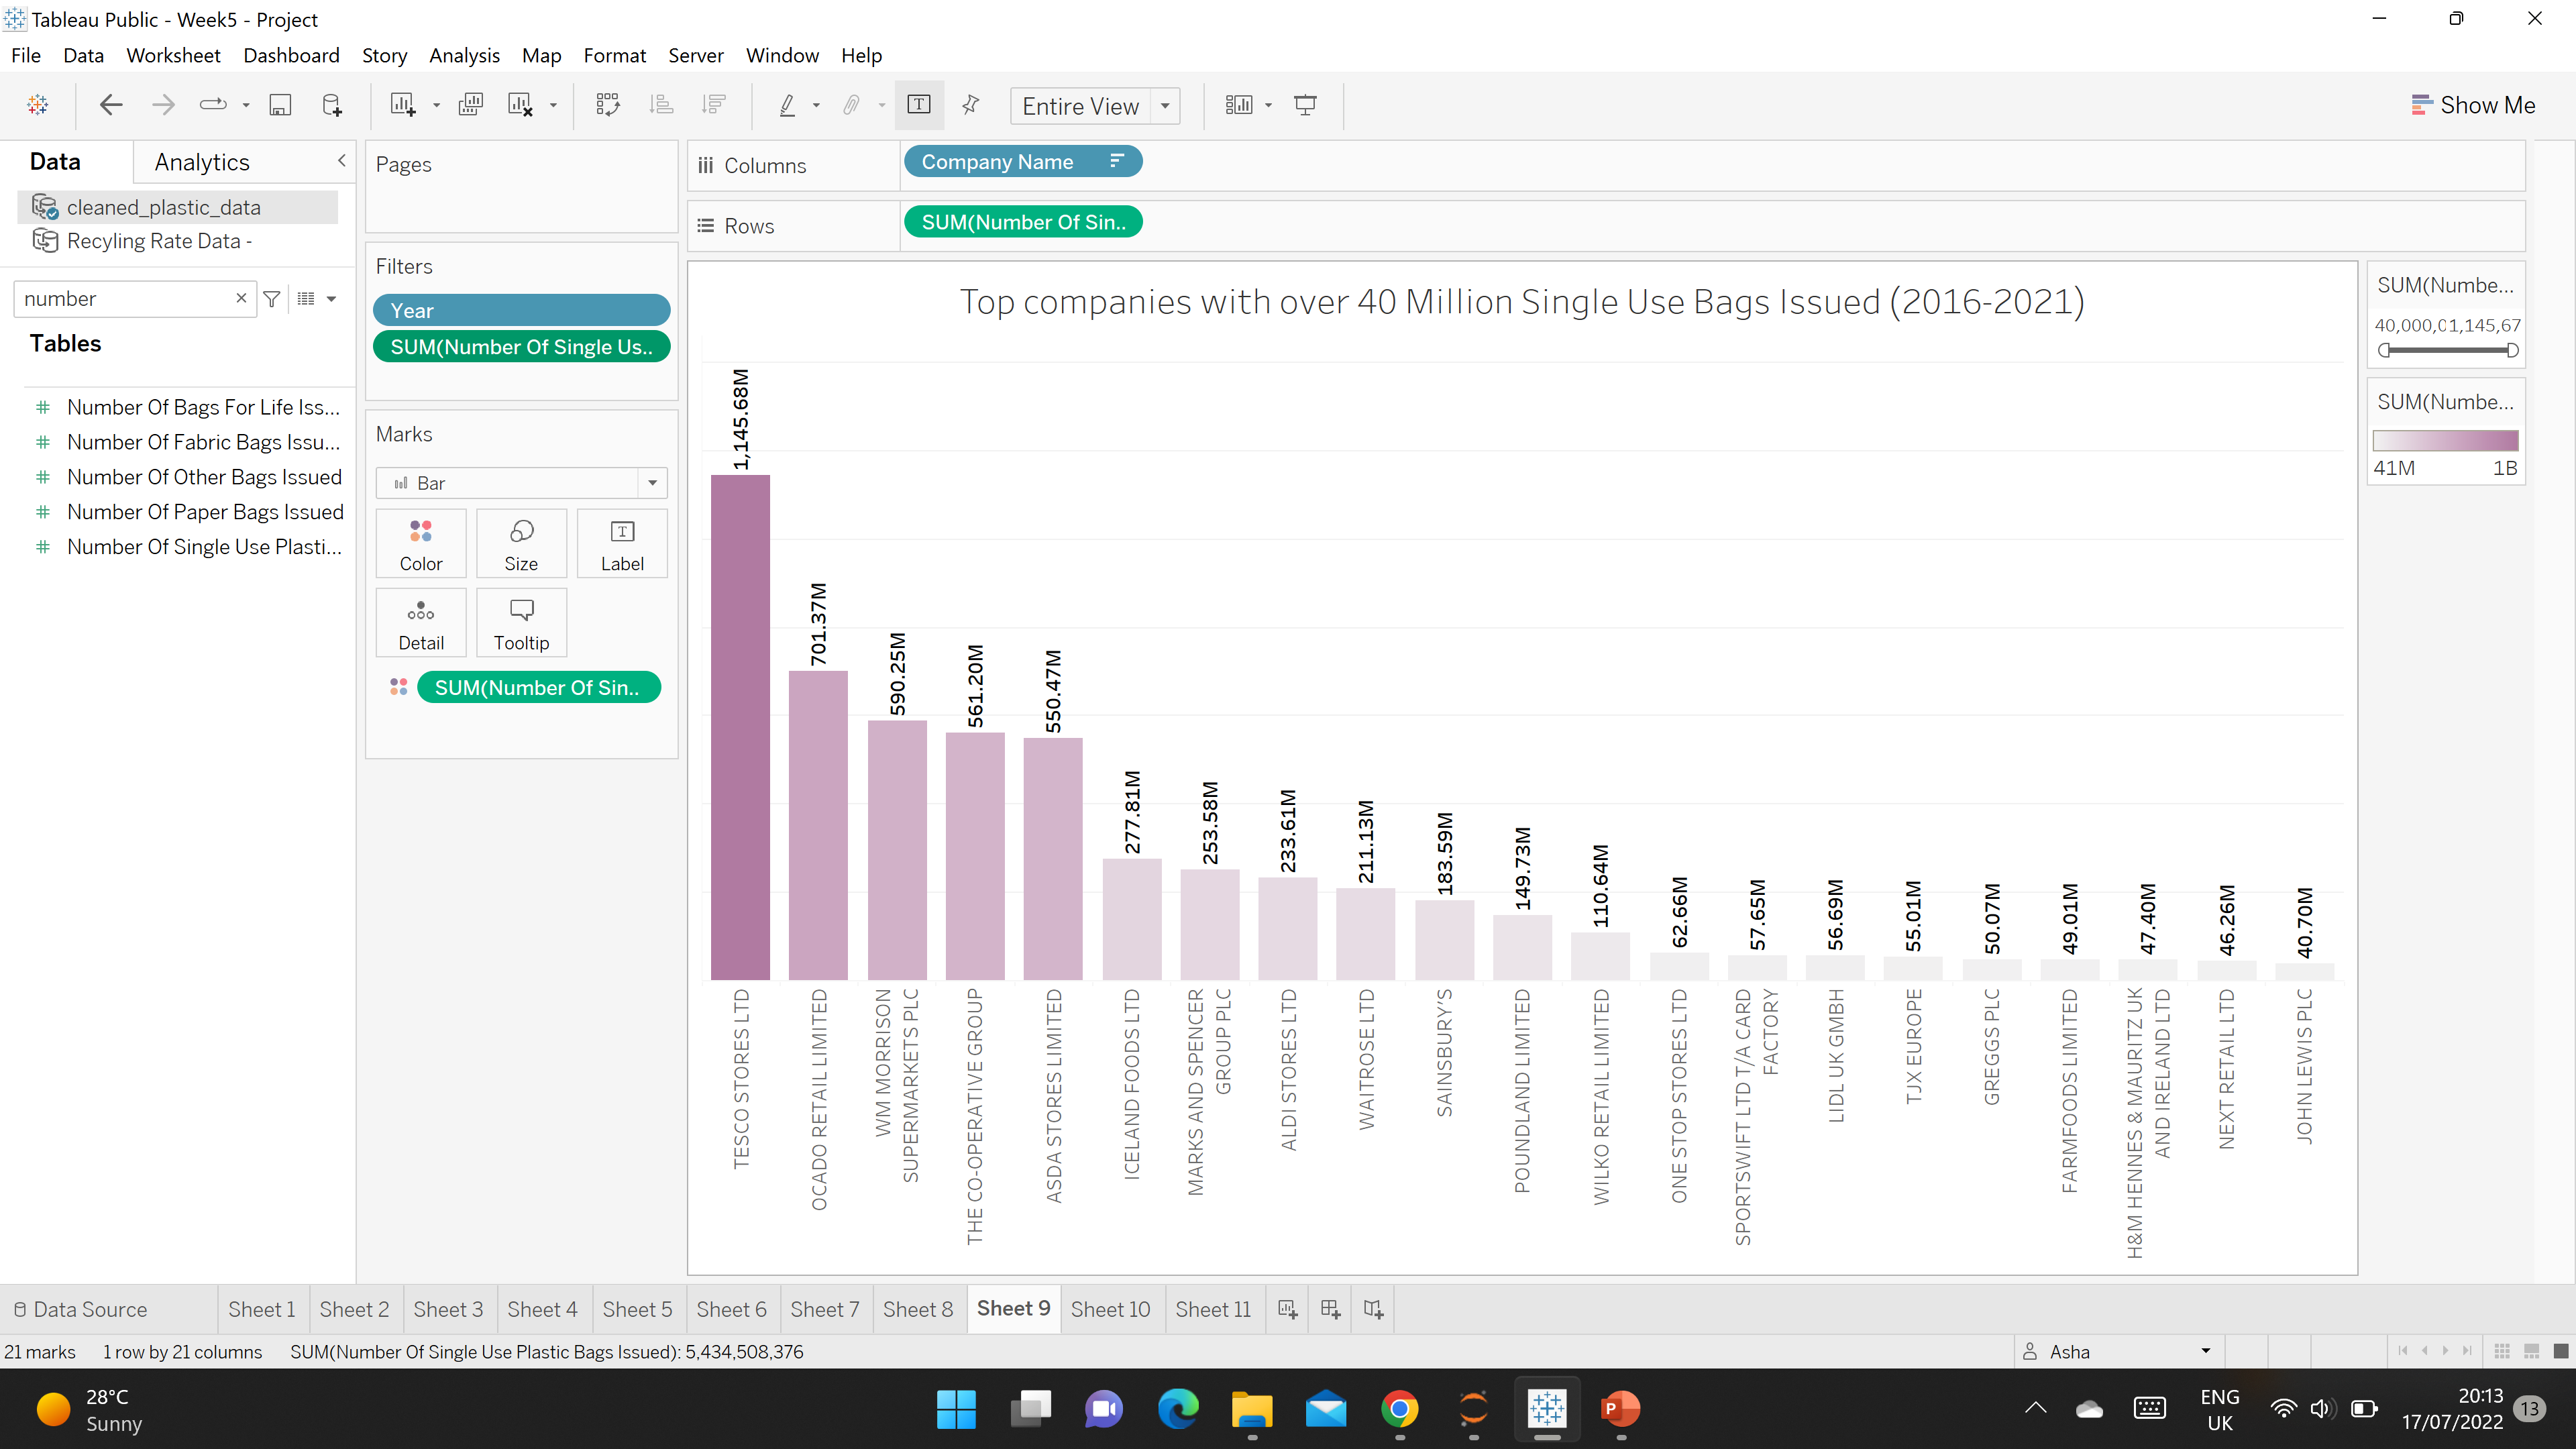 Tableau Public - Week5 - Project
File Data Worksheet Dashboard Story Analysis Map Format Server Window Help
Entire View
Show Me
Data
Analytics
cleaned_plastic_data
Recyling Rate Data -
number
Tables
Number Of Bags For Life Iss...
Number Of Fabric Bags Issu...
Number Of Other Bags Issued
Number Of Paper Bags Issued
Number Of Single Use Plasti...
Pages
Filters
Year
SUM(Number Of Single Us..
Marks
Bar
Color
Size
Label
Detail
Tooltip
SUM(Number Of Sin..
Columns
Company Name
Rows
SUM(Number Of Sin..
Top companies with over 40 Million Single Use Bags Issued (2016-2021)
1,145.68M
701.37M
590.25M
561.20M
550.47M
277.81M
253.58M
233.61M
211.13M
183.59M
149.73M
110.64M
62.66M
57.65M
56.69M
55.01M
50.07M
49.01M
47.40M
46.26M
40.70M
TESCO STORES LTD
OCADO RETAIL LIMITED
WM MORRISON
SUPERMARKETS PLC
THE CO-OPERATIVE GROUP
ASDA STORES LIMITED
ICELAND FOODS LTD
MARKS AND SPENCER
GROUP PLC
ALDI STORES LTD
WAITROSE LTD
SAINSBURY'S
POUNDLAND LIMITED
WILKO RETAIL LIMITED
ONE STOP STORES LTD
SPORTSWIFT LTD T/A CARD
FACTORY
LIDL UK GMBH
TJX EUROPE
GREGGS PLC
FARMFOODS LIMITED
H&M HENNES & MAURITZ UK
AND IRELAND LTD
NEXT RETAIL LTD
JOHN LEWIS PLC
SUM(Numbe...
1,145,67
SUM(Numbe...
41M
1B
Data Source
Sheet 1
Sheet 2
Sheet 3
Sheet 4
Sheet 5
Sheet 6
Sheet 7
Sheet 8
Sheet 9
Sheet 10
Sheet 11
21 marks
1 row by 21 columns
SUM(Number Of Single Use Plastic Bags Issued): 5,434,508,376
Asha
28°C
Sunny
ENG
UK
20:13
17/07/2022
13